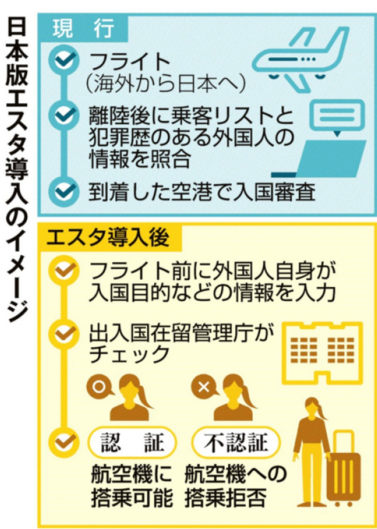 日本版エスタ導入のイメージ
現行
フライト
(海外から日本へ)
離陸後に乗客リストと
犯罪歴のある外国人の
情報を照合
到着した空港で入国審査
エスタ導入後
フライト前に外国人自身が
入国目的などの情報を入力
出入国在留管理庁が
チェック
認証
不認証
航空機に
搭乗可能
航空機への
搭乗拒否